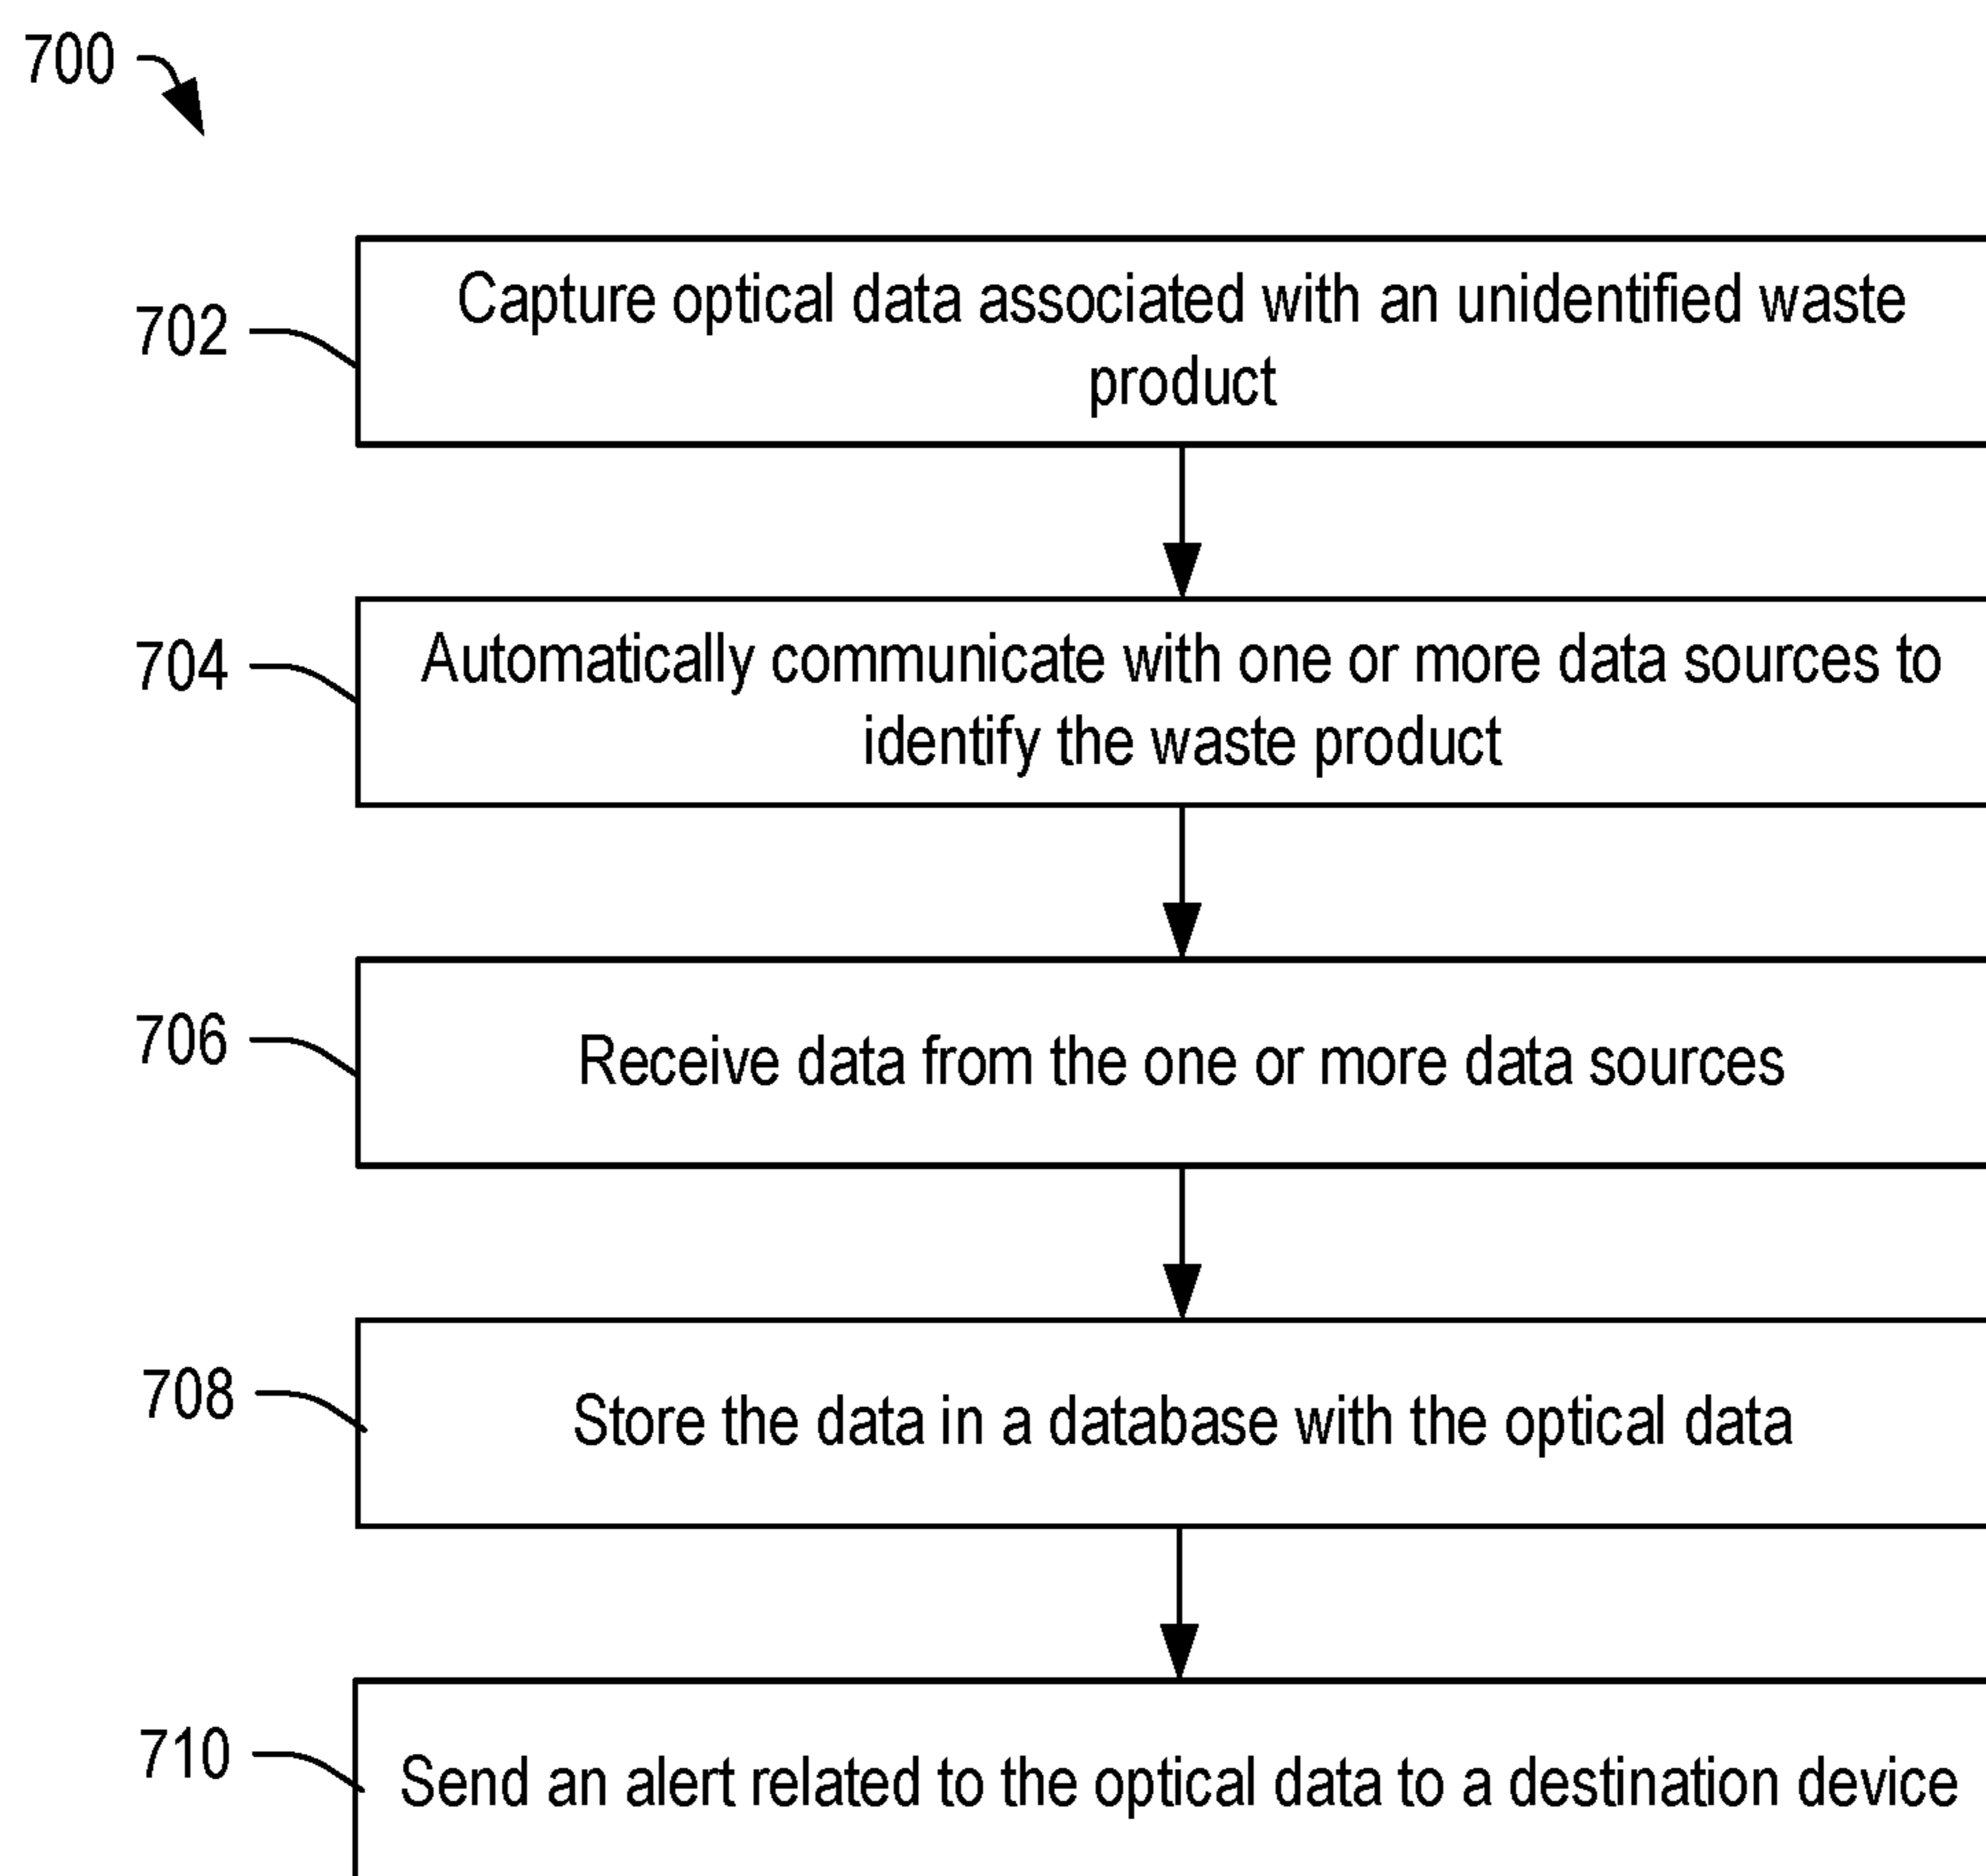 700
702
Capture optical data associated with an unidentified waste
product
704
Automatically communicate with one or more data sources to
identify the waste product
706
Receive data from the one or more data sources
708
Store the data in a database with the optical data
710
Send an alert related to the optical data to a destination device